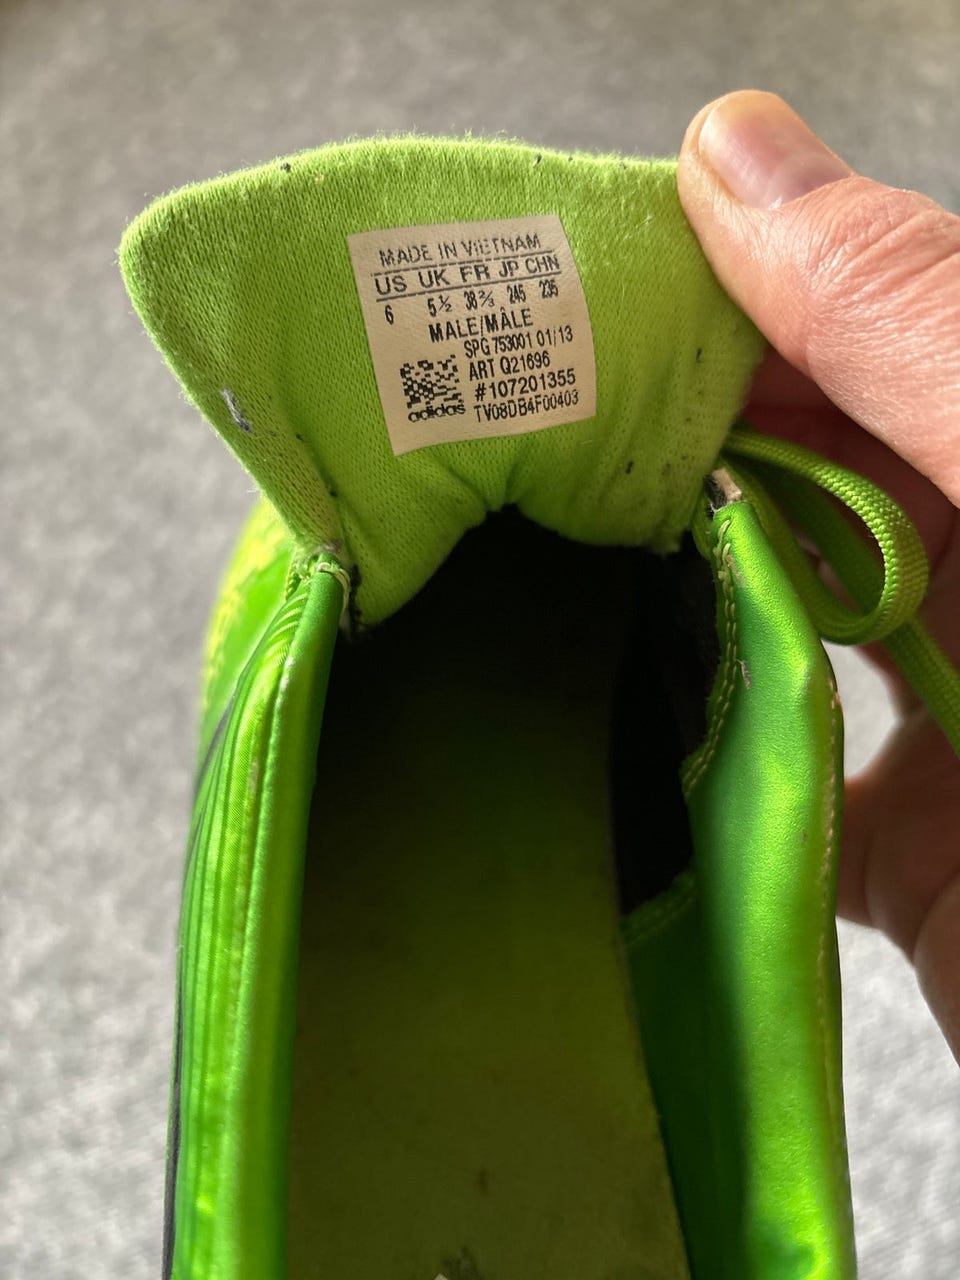 MADE IN VIETNAM
US UK FR JP CHN
6 5½ 38⅔ 245 235
MALE/MÂLE
SPG 753001 01/13
ART Q21696
#107201355
adidas TV08DB4F00403